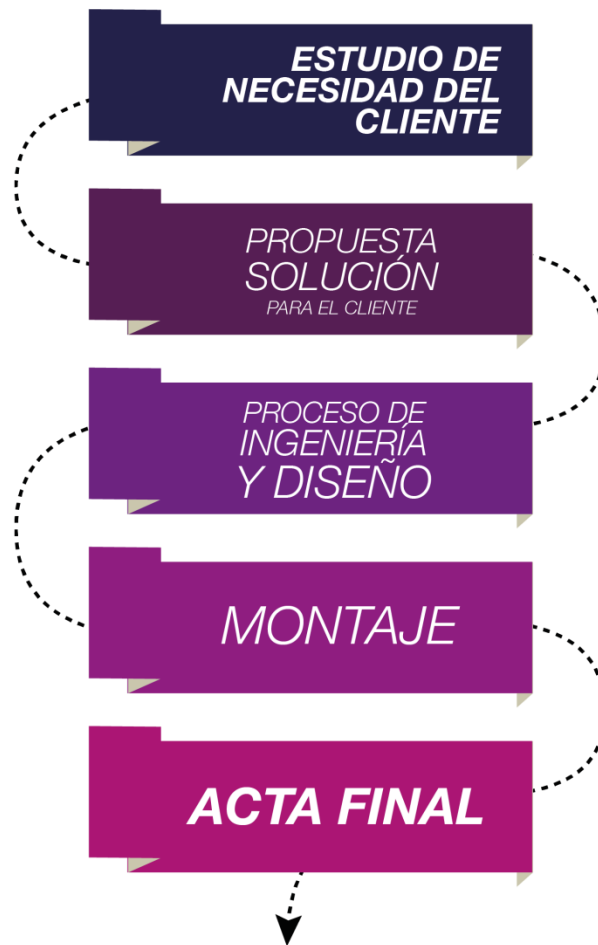 ESTUDIO DE
NECESIDAD DEL
CLIENTE
PROPUESTA
SOLUCIÓN
PARA EL CLIENTE
PROCESO DE
INGENIERÍA
Y DISEÑO
MONTAJE
ACTA FINAL